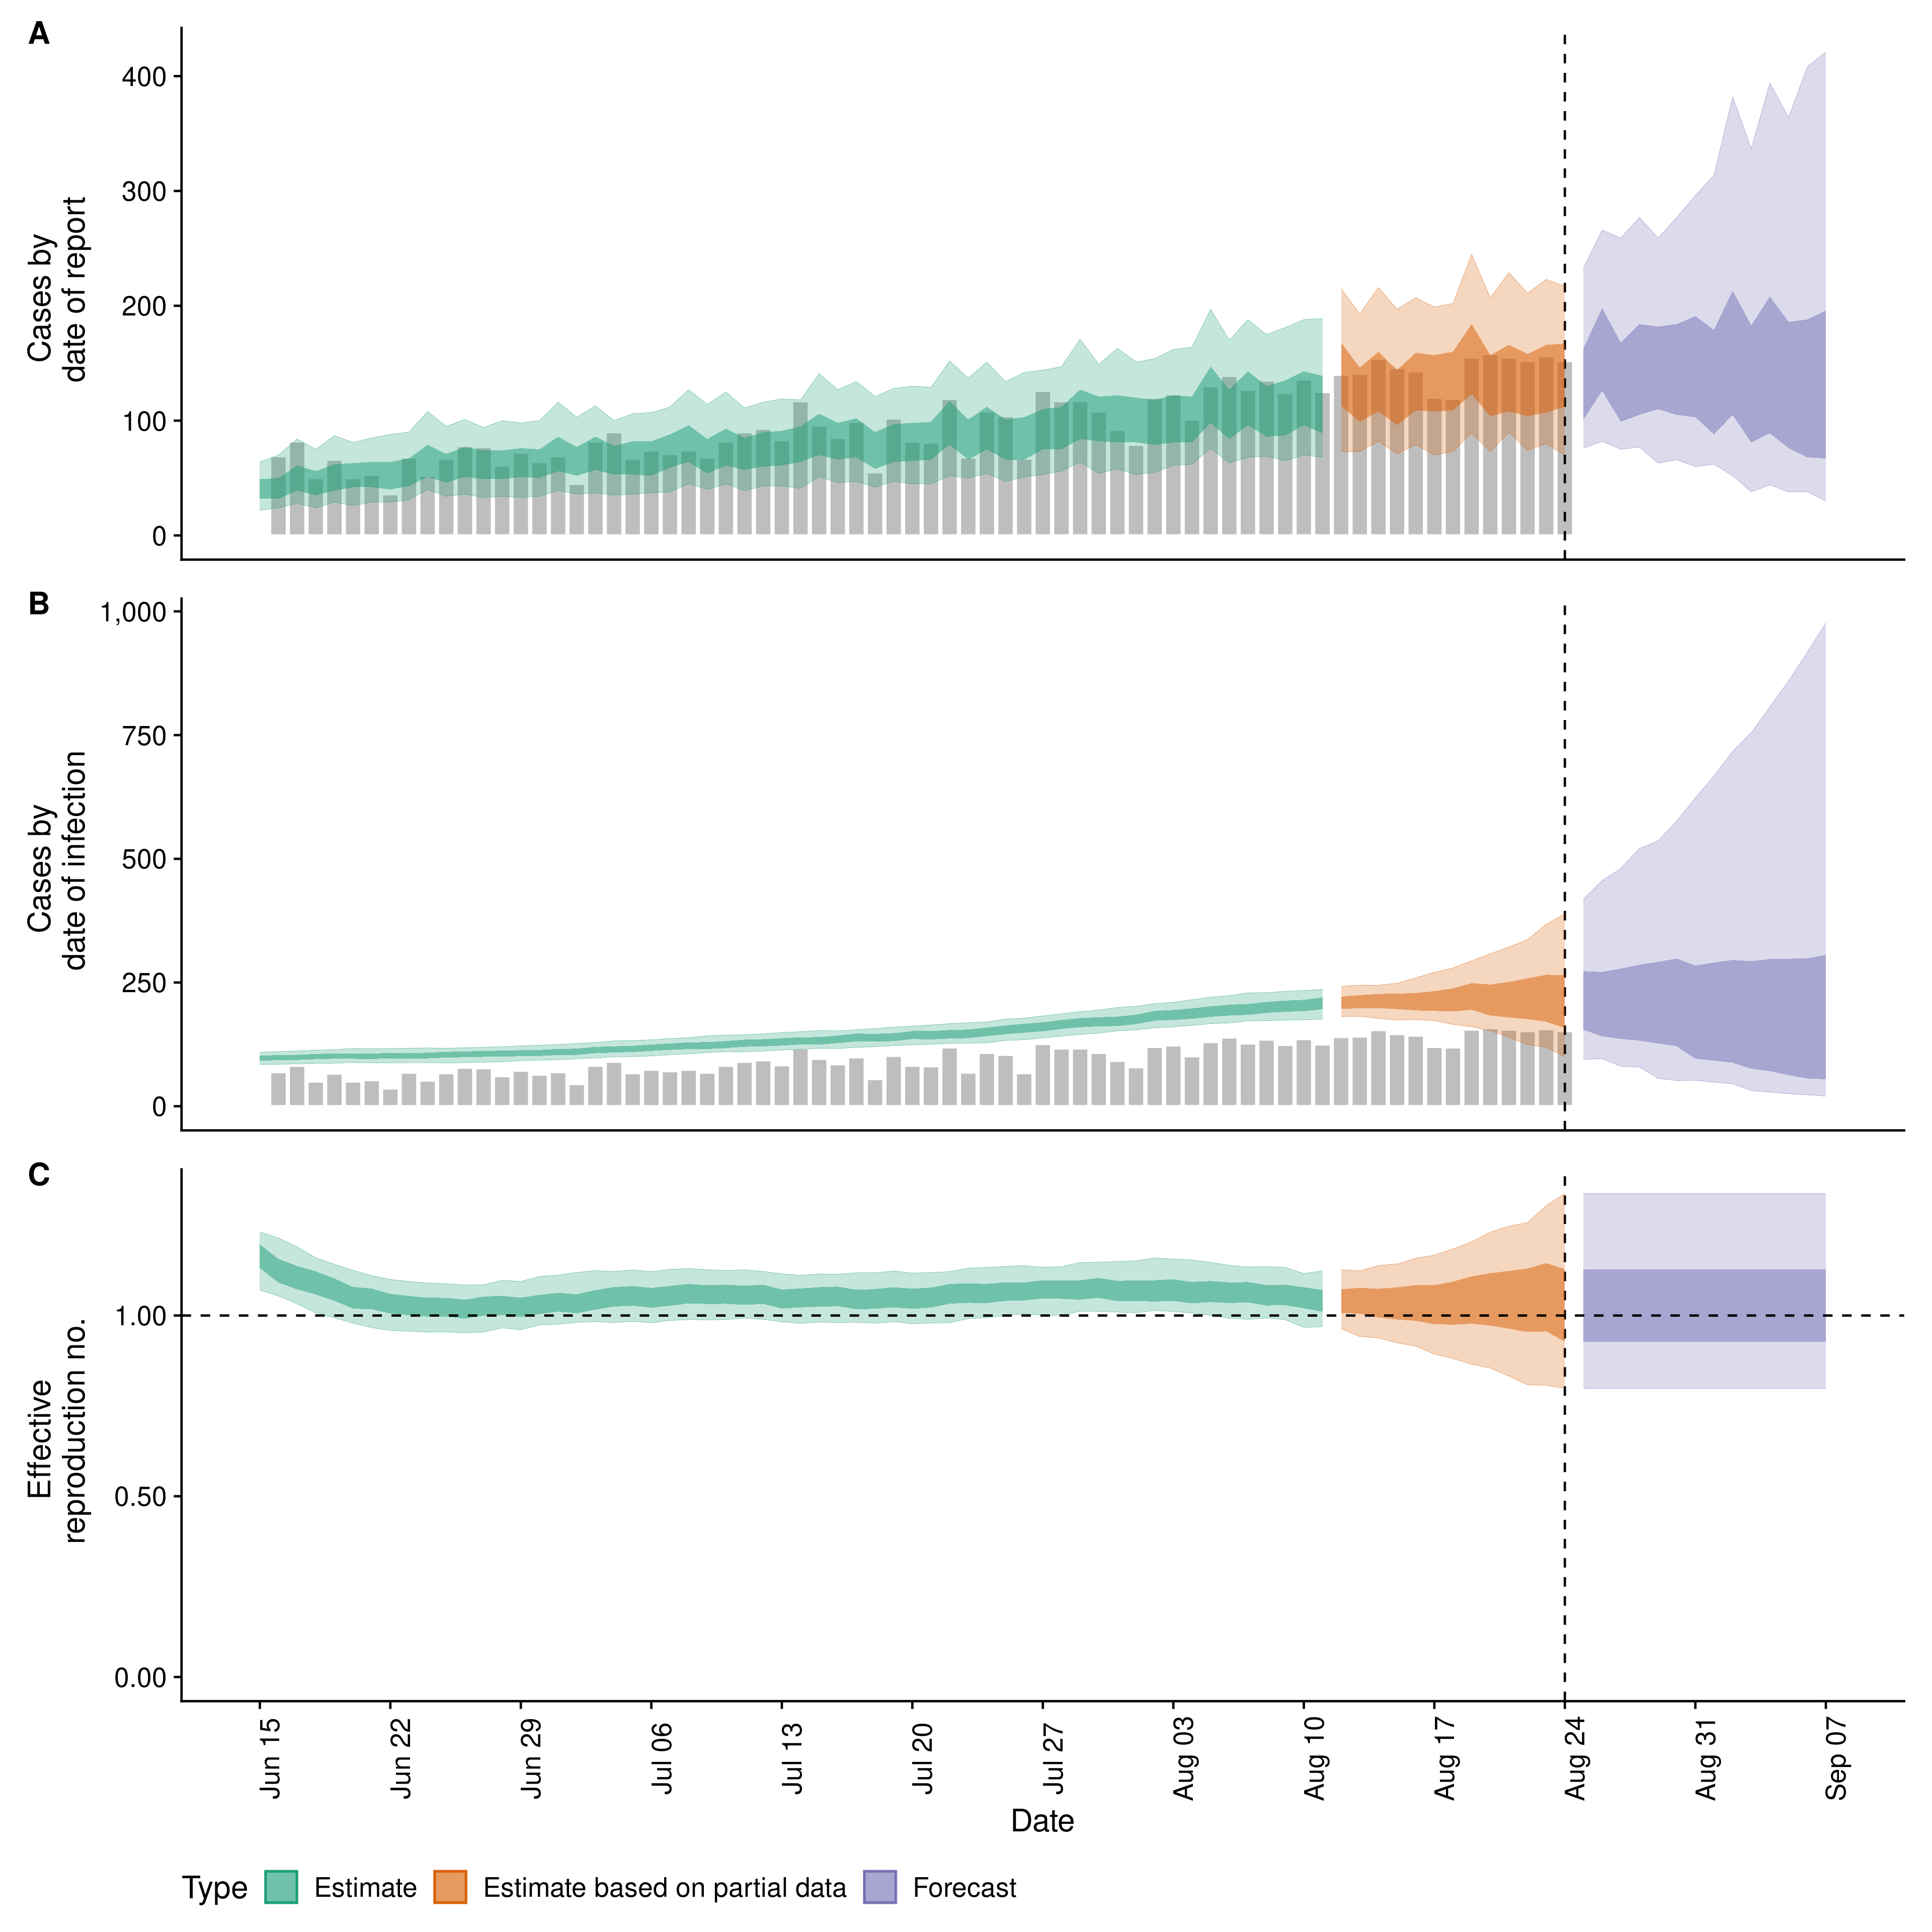 A
400
300
200
100
0
Cases by
date of report
B
1,000
750
500
250
0
Cases by
date of infection
C
1.00
0.50
0.00
Effective
reproduction no.
Jun 15
Jun 22
Jun 29
Jul 06
Jul 13
Jul 20
Jul 27
Aug 03
Aug 10
Aug 17
Aug 24
Aug 31
Sep 07
Date
Type Estimate Estimate based on partial data Forecast